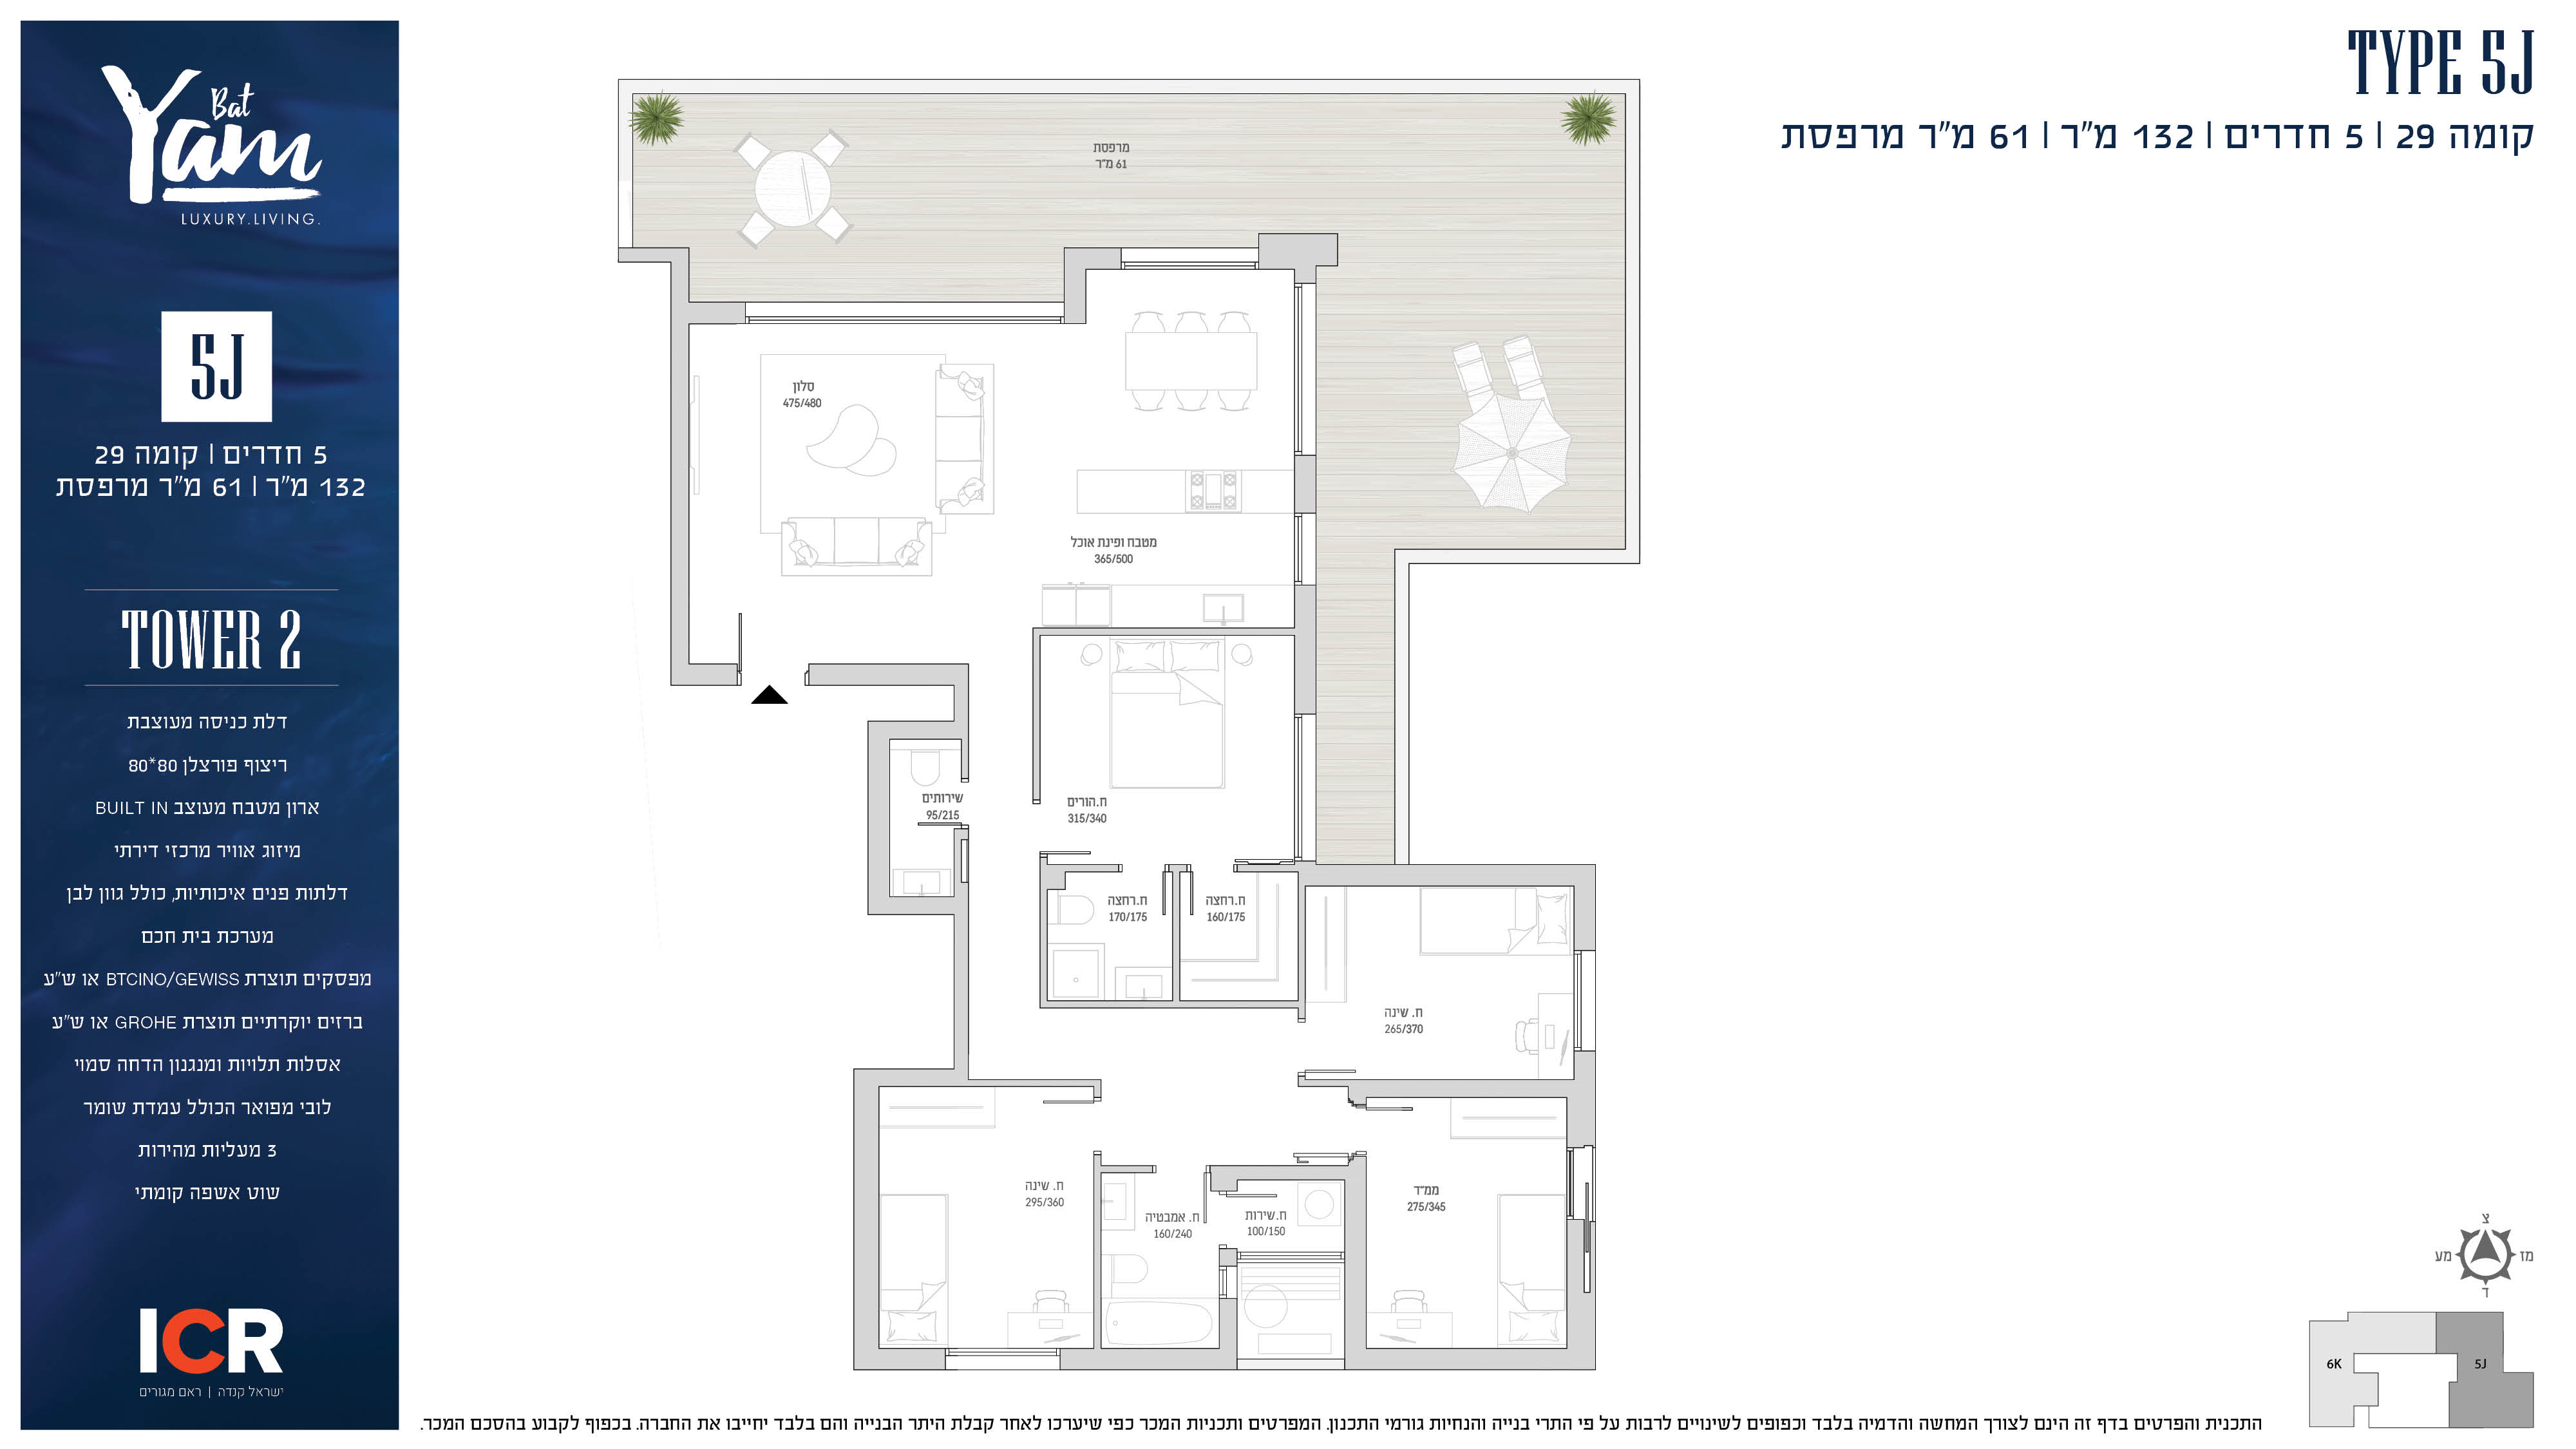 TYPE 5J
קומה 29 | 5 חדרים | 132 מ"ר | 61 מ"ר מרפסת
Bat
Yam
LUXURY.LIVING.
5J
5 חדרים | קומה 29
132 מ"ר | 61 מ"ר מרפסת
TOWER 2
דלת כניסה מעוצבת
ריצוף פורצלן 80*80
ארון מטבח מעוצב BUILT IN
מיזוג אוויר מרכזי דירתי
דלתות פנים איכותיות, כולל גוון לבן
מערכת בית חכם
מפסקים תוצרת BTCINO/GEWISS או ש"ע
ברזים יוקרתיים תוצרת GROHE או ש"ע
אסלות תלויות ומנגנון הדחה סמוי
לובי מפואר הכולל עמדת שומר
3 מעליות מהירות
שוט אשפה קומתי
ICR
ישראל קנדה | ראם מגורים
מרפסת
61 מ"ר
סלון
475/480
מטבח ופינת אוכל
365/500
ח.הורים
315/340
שירותים
95/215
ח.רחצה
170/175
ח.רחצה
160/175
ח. שינה
265/370
ח. שינה
295/360
ח. אמבטיה
160/240
ח.שירות
100/150
ממ"ד
275/345
צ
מע
מז
ד
6K
5J
התכנית והפרטים בדף זה הינם לצורך המחשה והדמיה בלבד וכפופים לשינויים לרבות על פי התרי בנייה והנחיות גורמי התכנון. המפרטים ותכניות המכר כפי שיערכו לאחר קבלת היתר הבנייה והם בלבד יחייבו את החברה. בכפוף לקבוע בהסכם המכר.